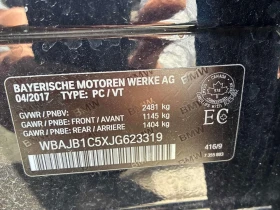 BAYERISCHE MOTOREN WERKE AG
04/2017 TYPE: PC / VT
GVWR / PNBV: 2481 kg
GAWR / PNBE: FRONT / AVANT 1145 kg
GAWR / PNBE: REAR / ARRIERE 1404 kg
WBAJB1C5XJG623319
EC
416/9